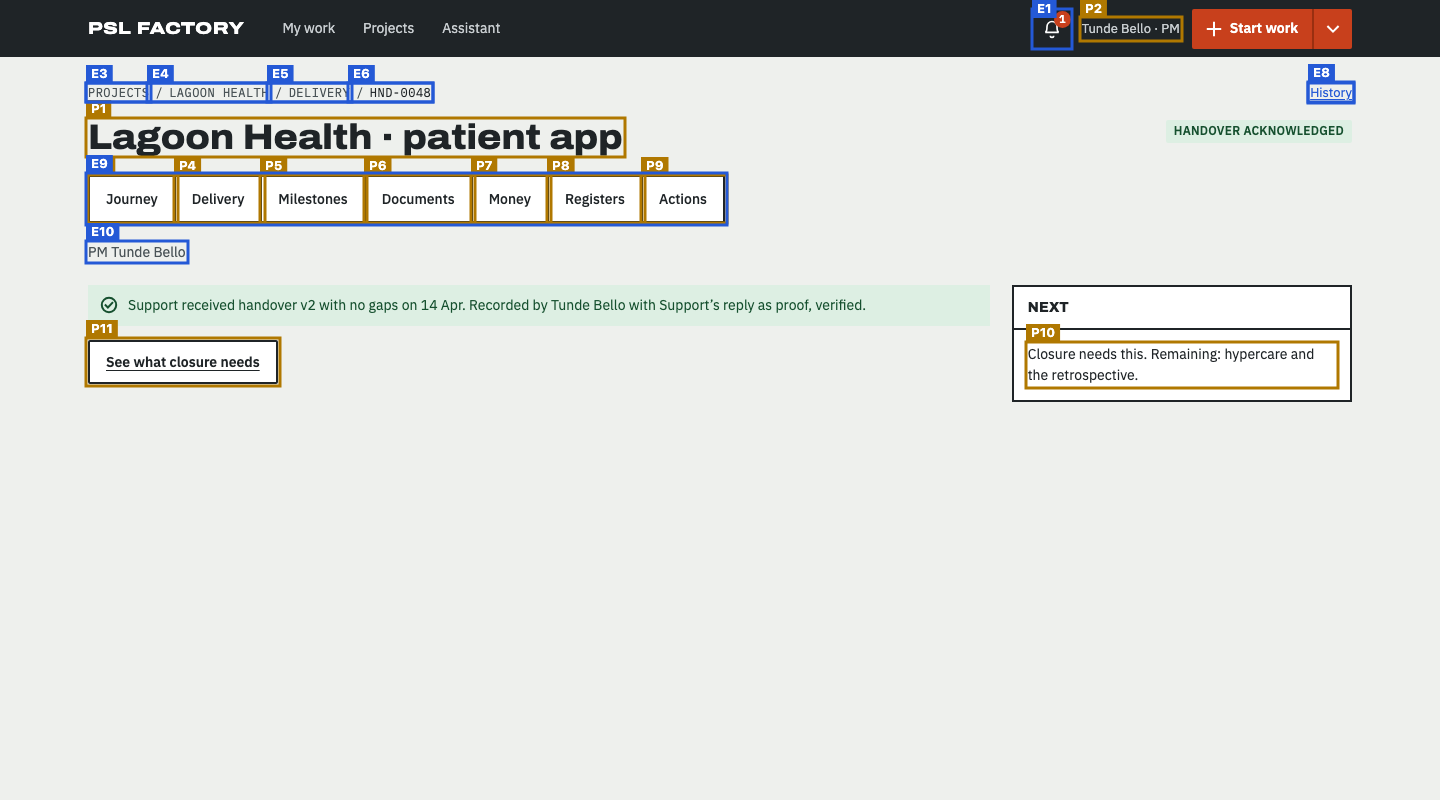 PSL FACTORY
My work
Projects
Assistant
E1
1
P2
Tunde Bello · PM
Start work
E3
E4
E5
E6
E8
PROJECTS / LAGOON HEALTH / DELIVERY / HND-0048
History
P1
Lagoon Health · patient app
HANDOVER ACKNOWLEDGED
E9
P4
P5
P6
P7
P8
P9
Journey
Delivery
Milestones
Documents
Money
Registers
Actions
E10
PM Tunde Bello
Support received handover v2 with no gaps on 14 Apr. Recorded by Tunde Bello with Support’s reply as proof, verified.
NEXT
P11
See what closure needs
P10
Closure needs this. Remaining: hypercare and
the retrospective.